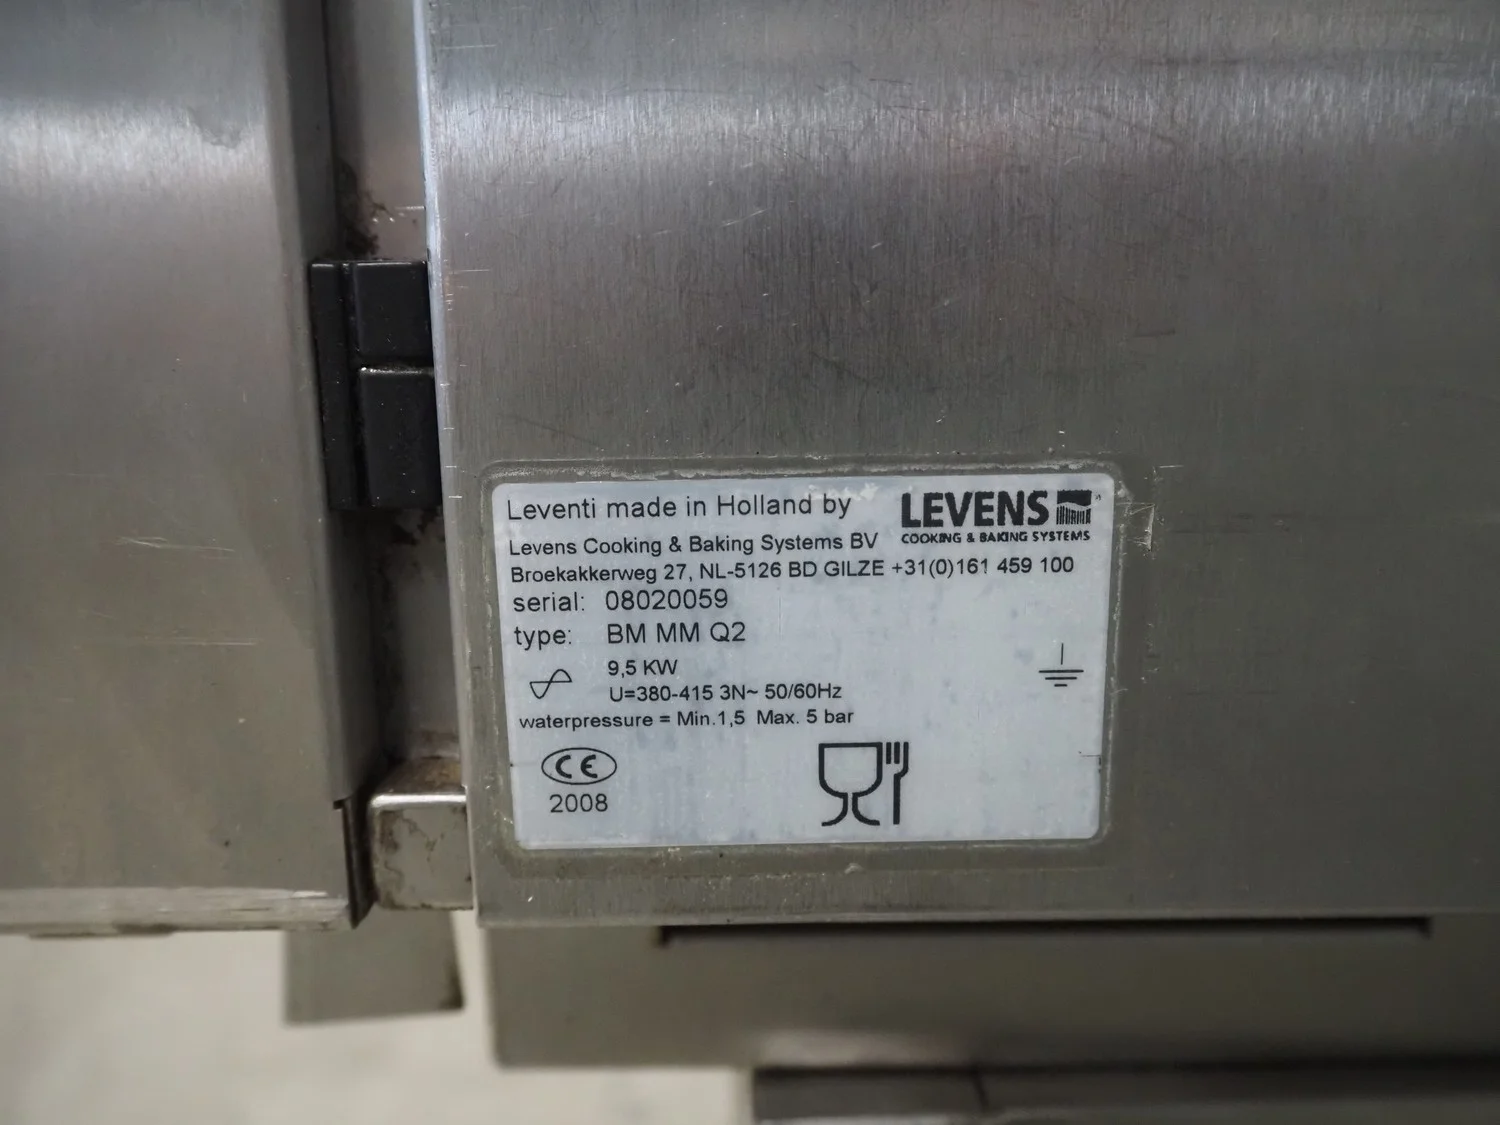 Leventi made in Holland by
LEVENS
COOKING & BAKING SYSTEMS
Levens Cooking & Baking Systems BV
Broekakkerweg 27, NL-5126 BD GILZE +31(0)161 459 100
serial: 08020059
type: BM MM Q2
9,5 KW
U=380-415 3N~ 50/60Hz
waterpressure = Min.1,5 Max. 5 bar
CE
2008